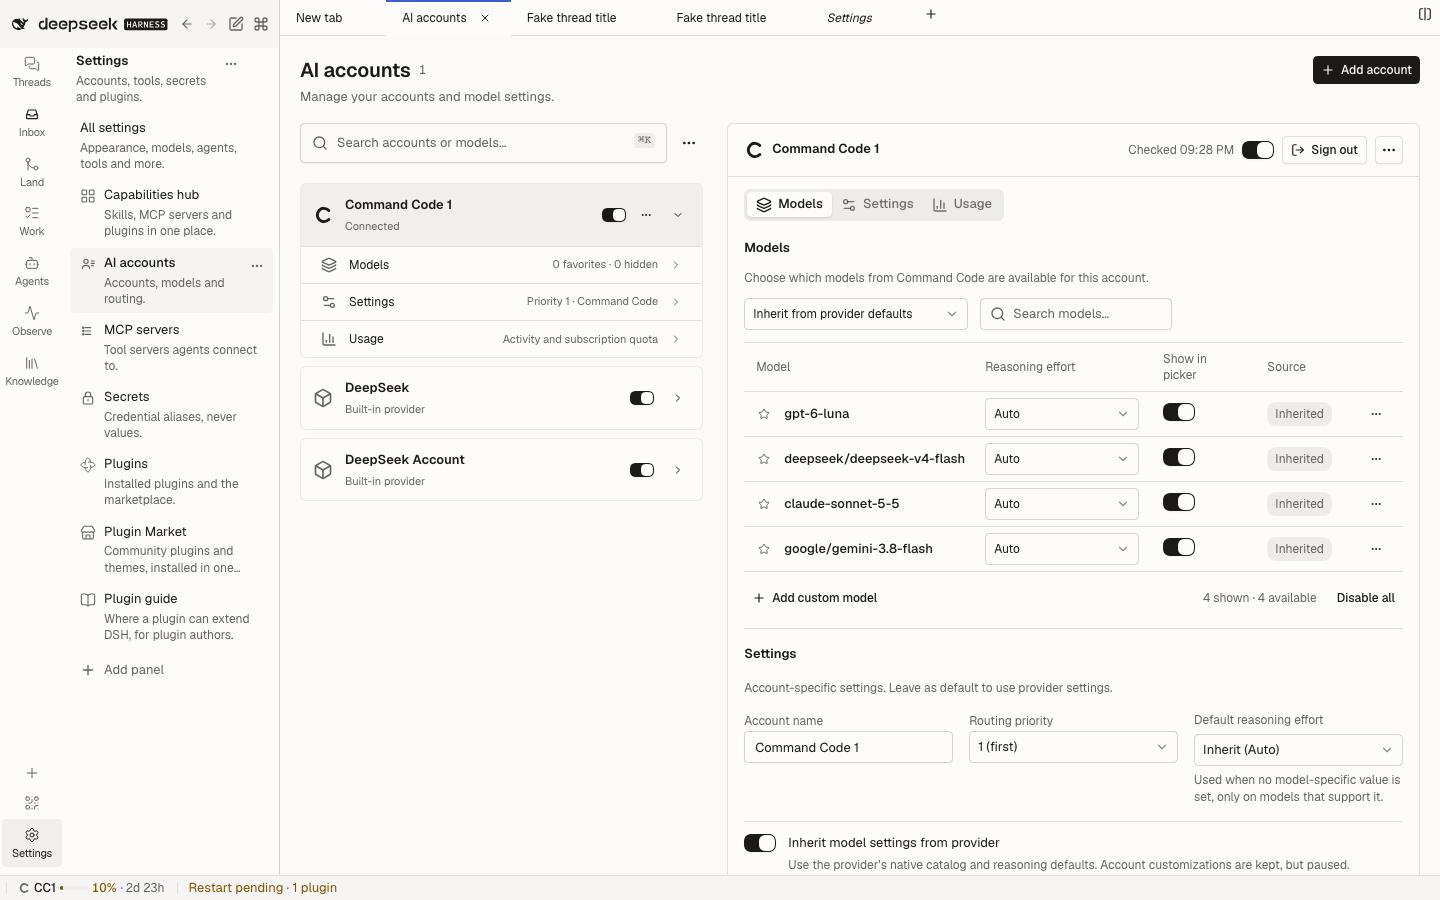 deepseek HARNESS
Threads
Inbox
Land
Work
Agents
Observe
Knowledge
Settings
Settings
Accounts, tools, secrets
and plugins.
All settings
Appearance, models, agents,
tools and more.
Capabilities hub
Skills, MCP servers and
plugins in one place.
AI accounts
Accounts, models and
routing.
MCP servers
Tool servers agents connect
to.
Secrets
Credential aliases, never
values.
Plugins
Installed plugins and the
marketplace.
Plugin Market
Community plugins and
themes, installed in one…
Plugin guide
Where a plugin can extend
DSH, for plugin authors.
Add panel
New tab
AI accounts
Fake thread title
Fake thread title
Settings
AI accounts 1
Manage your accounts and model settings.
Add account
Search accounts or models…
⌘K
Command Code 1
Connected
Models
0 favorites · 0 hidden
Settings
Priority 1 · Command Code
Usage
Activity and subscription quota
DeepSeek
Built-in provider
DeepSeek Account
Built-in provider
Command Code 1
Checked 09:28 PM
Sign out
Models
Settings
Usage
Models
Choose which models from Command Code are available for this account.
Inherit from provider defaults
Search models…
Model
Reasoning effort
Show in
picker
Source
gpt-6-luna
Auto
Inherited
deepseek/deepseek-v4-flash
Auto
Inherited
claude-sonnet-5-5
Auto
Inherited
google/gemini-3.8-flash
Auto
Inherited
Add custom model
4 shown · 4 available
Disable all
Settings
Account-specific settings. Leave as default to use provider settings.
Account name
Command Code 1
Routing priority
1 (first)
Default reasoning effort
Inherit (Auto)
Used when no model-specific value is
set, only on models that support it.
Inherit model settings from provider
Use the provider's native catalog and reasoning defaults. Account customizations are kept, but paused.
CC1
10% · 2d 23h
Restart pending · 1 plugin